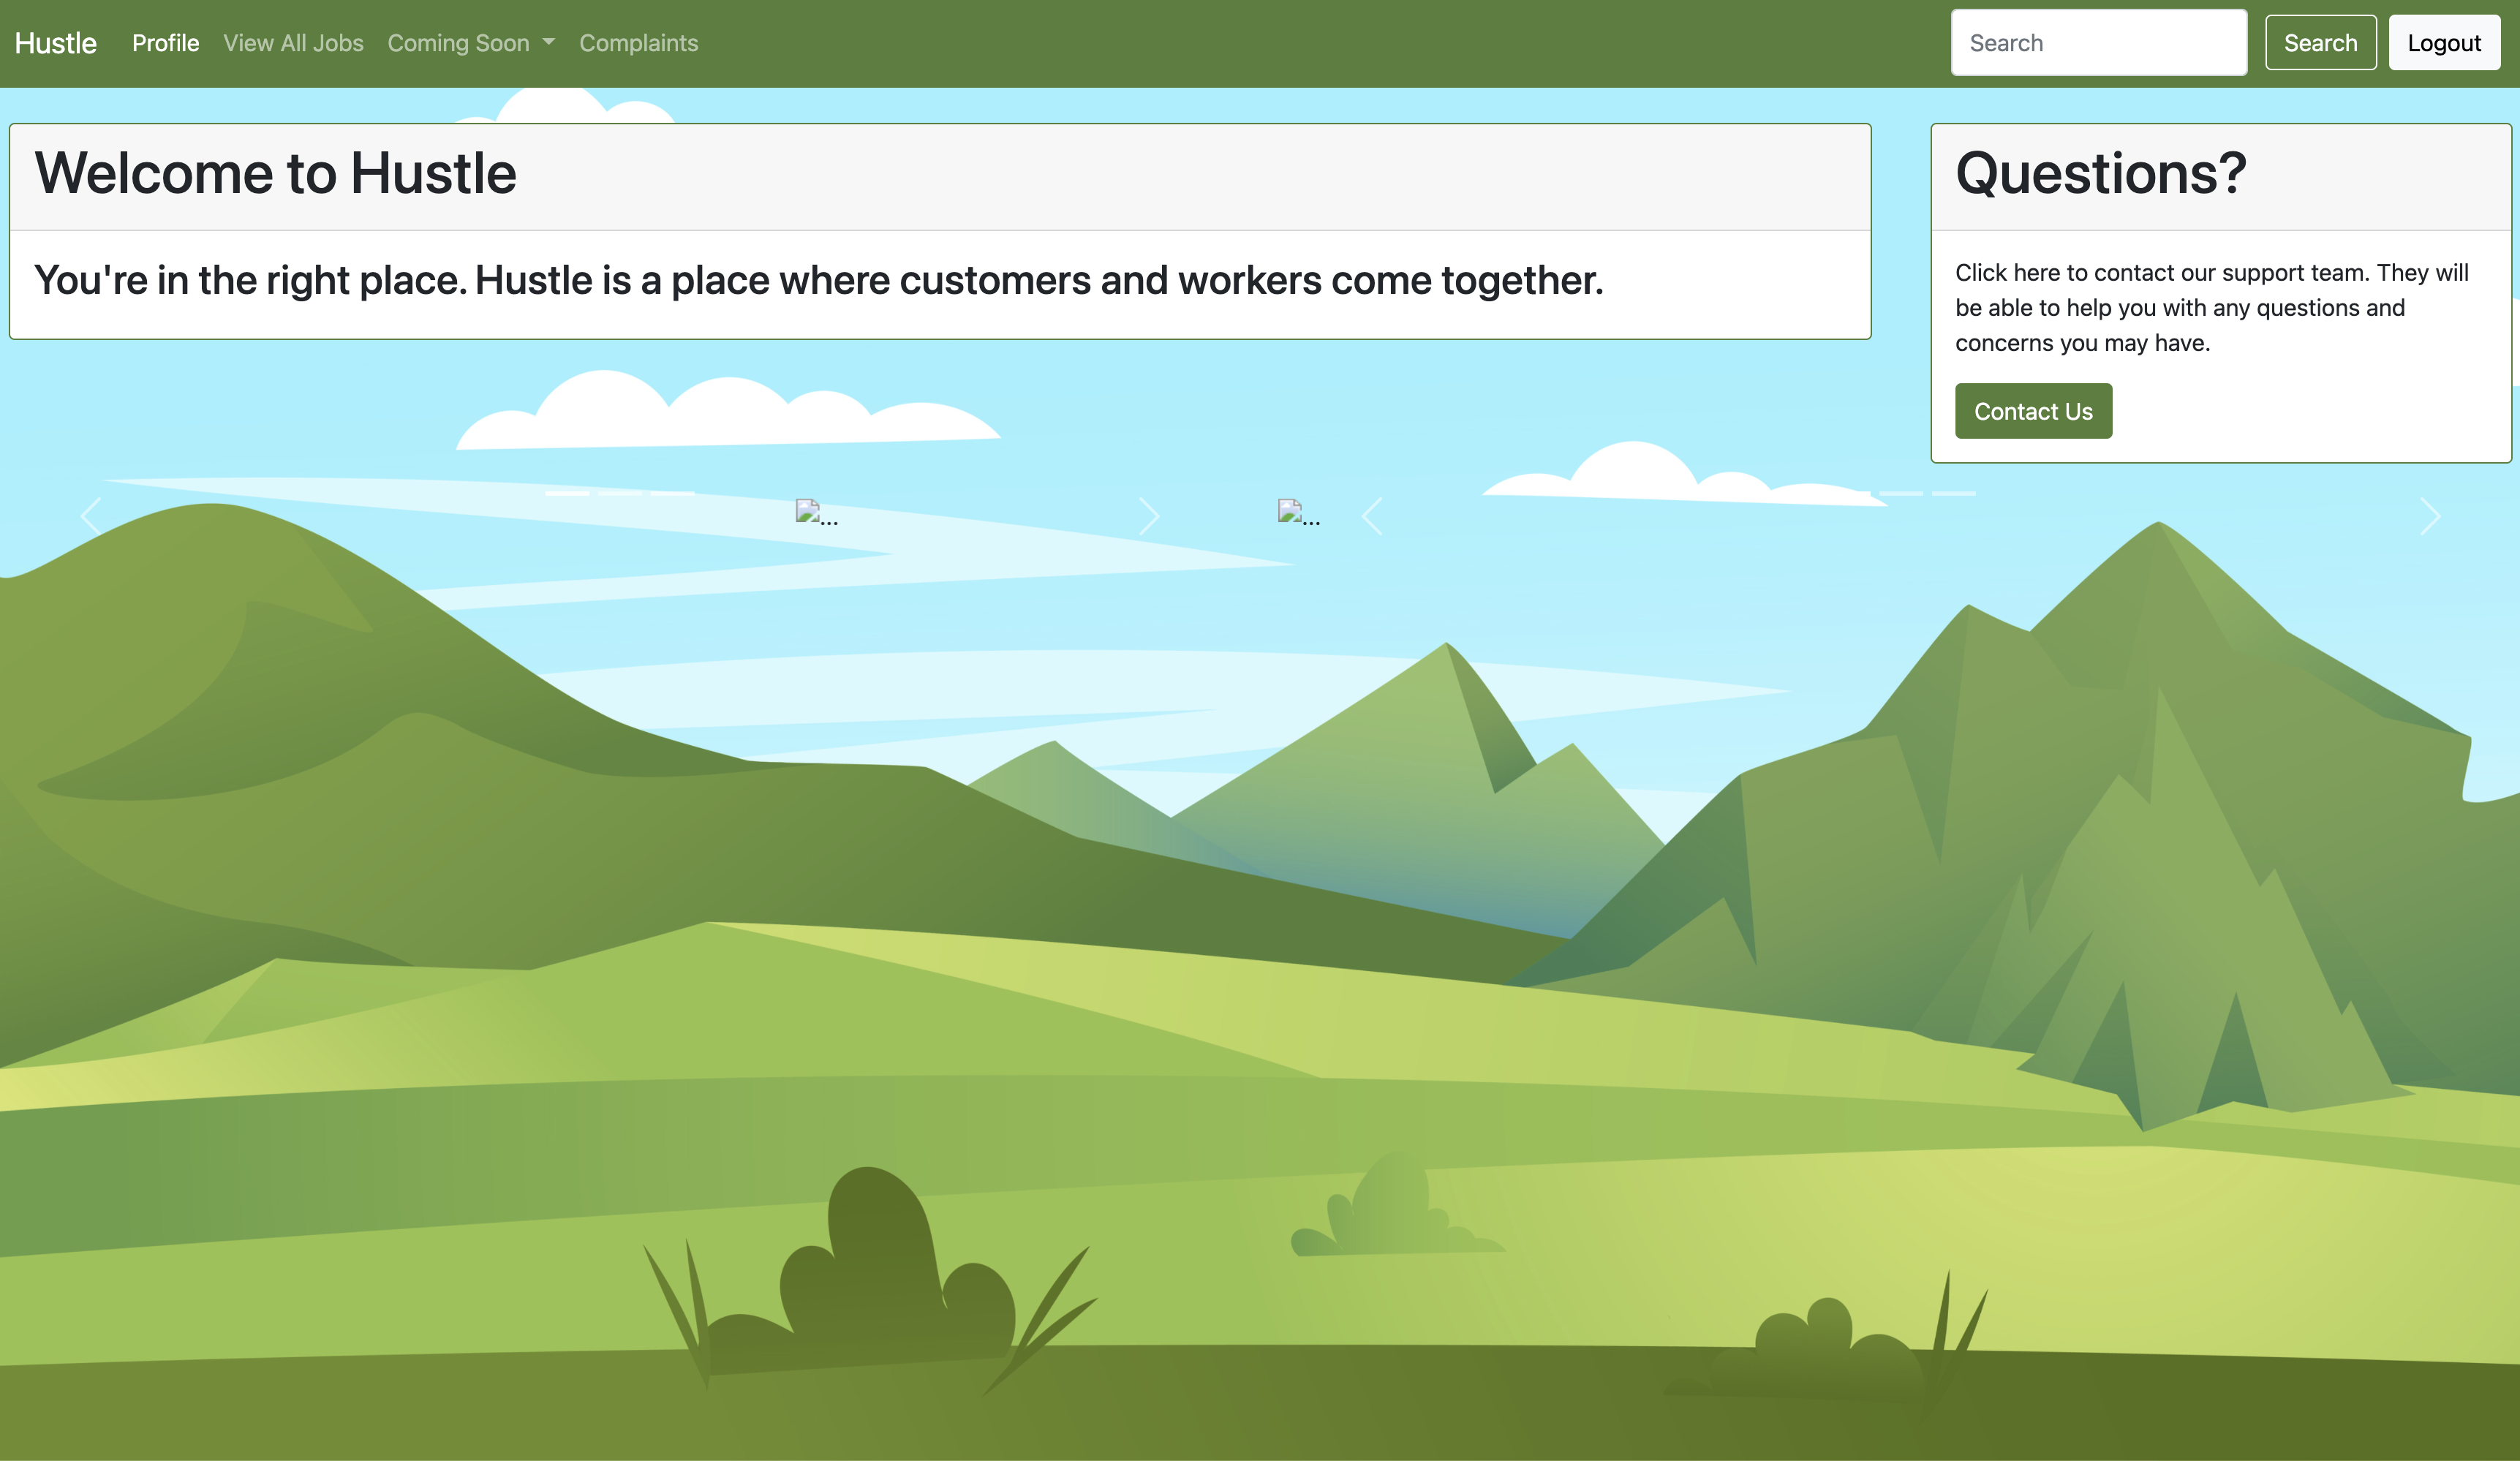 Hustle
Profile
View All Jobs
Coming Soon
Complaints
Search
Search
Logout
Welcome to Hustle
You're in the right place. Hustle is a place where customers and workers come together.
Questions?
Click here to contact our support team. They will
be able to help you with any questions and
concerns you may have.
Contact Us
...
...